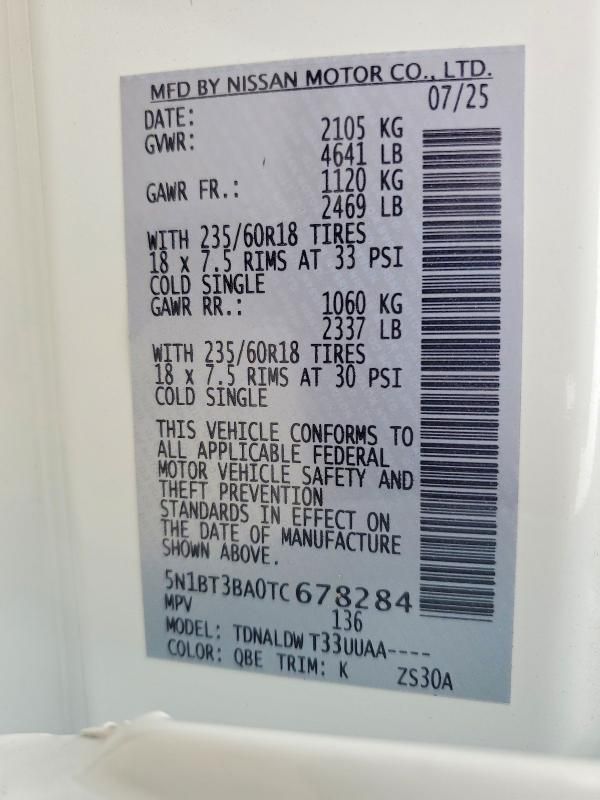 MFD BY NISSAN MOTOR CO., LTD.
DATE: 07/25
GVWR: 2105 KG
4641 LB
GAWR FR.: 1120 KG
2469 LB
WITH 235/60R18 TIRES
18 x 7.5 RIMS AT 33 PSI
COLD SINGLE
GAWR RR.: 1060 KG
2337 LB
WITH 235/60R18 TIRES
18 x 7.5 RIMS AT 30 PSI
COLD SINGLE
THIS VEHICLE CONFORMS TO
ALL APPLICABLE FEDERAL
MOTOR VEHICLE SAFETY AND
THEFT PREVENTION
STANDARDS IN EFFECT ON
THE DATE OF MANUFACTURE
SHOWN ABOVE.
5N1BT3BA0TC678284
MPV 136
MODEL: TDNALDW T33UUAA----
COLOR: QBE TRIM: K ZS30A